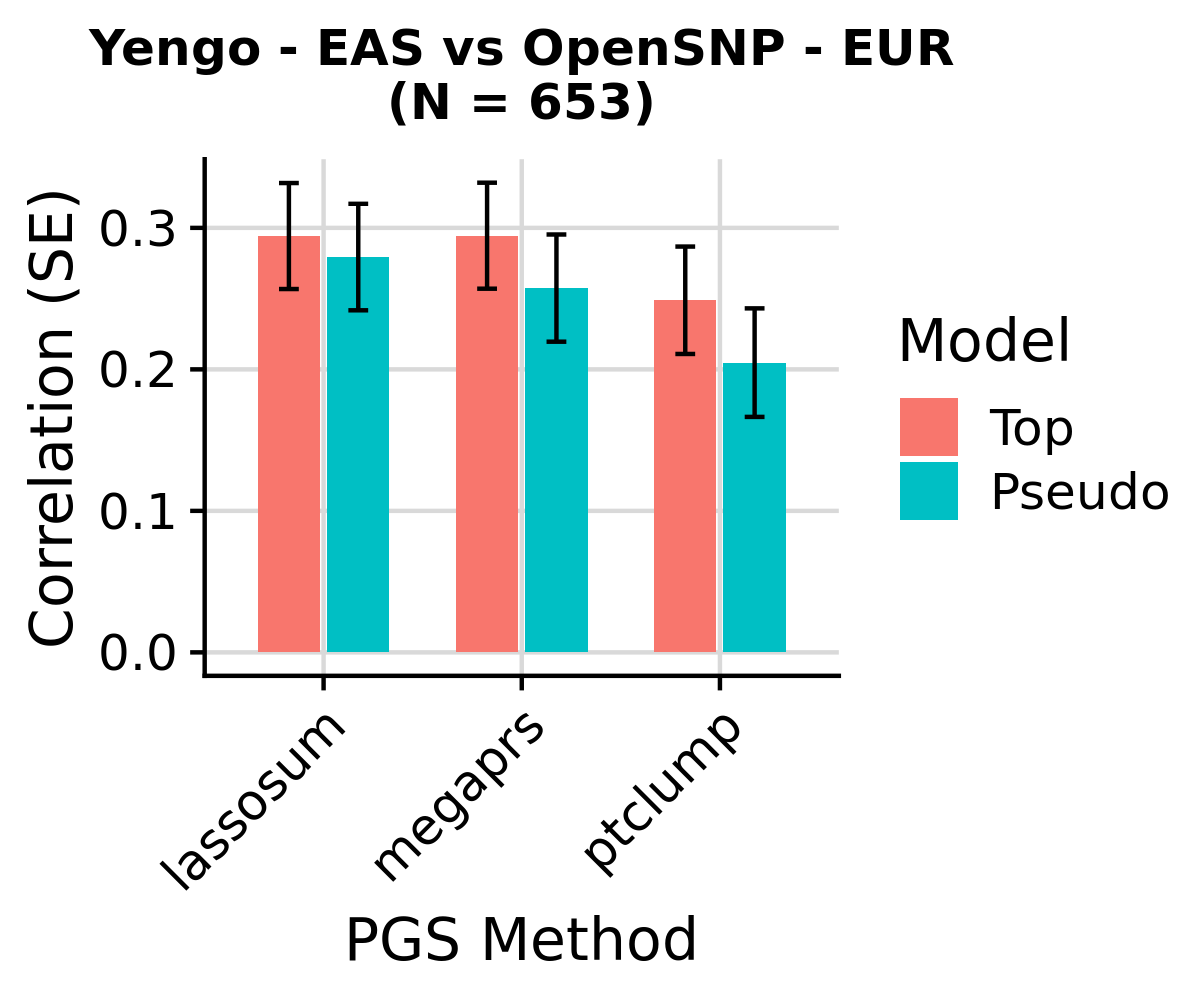 Yengo - EAS vs OpenSNP - EUR
(N = 653)
Correlation (SE)
0.3
0.2
0.1
0.0
lassosum
megaprs
ptclump
PGS Method
Model
Top
Pseudo